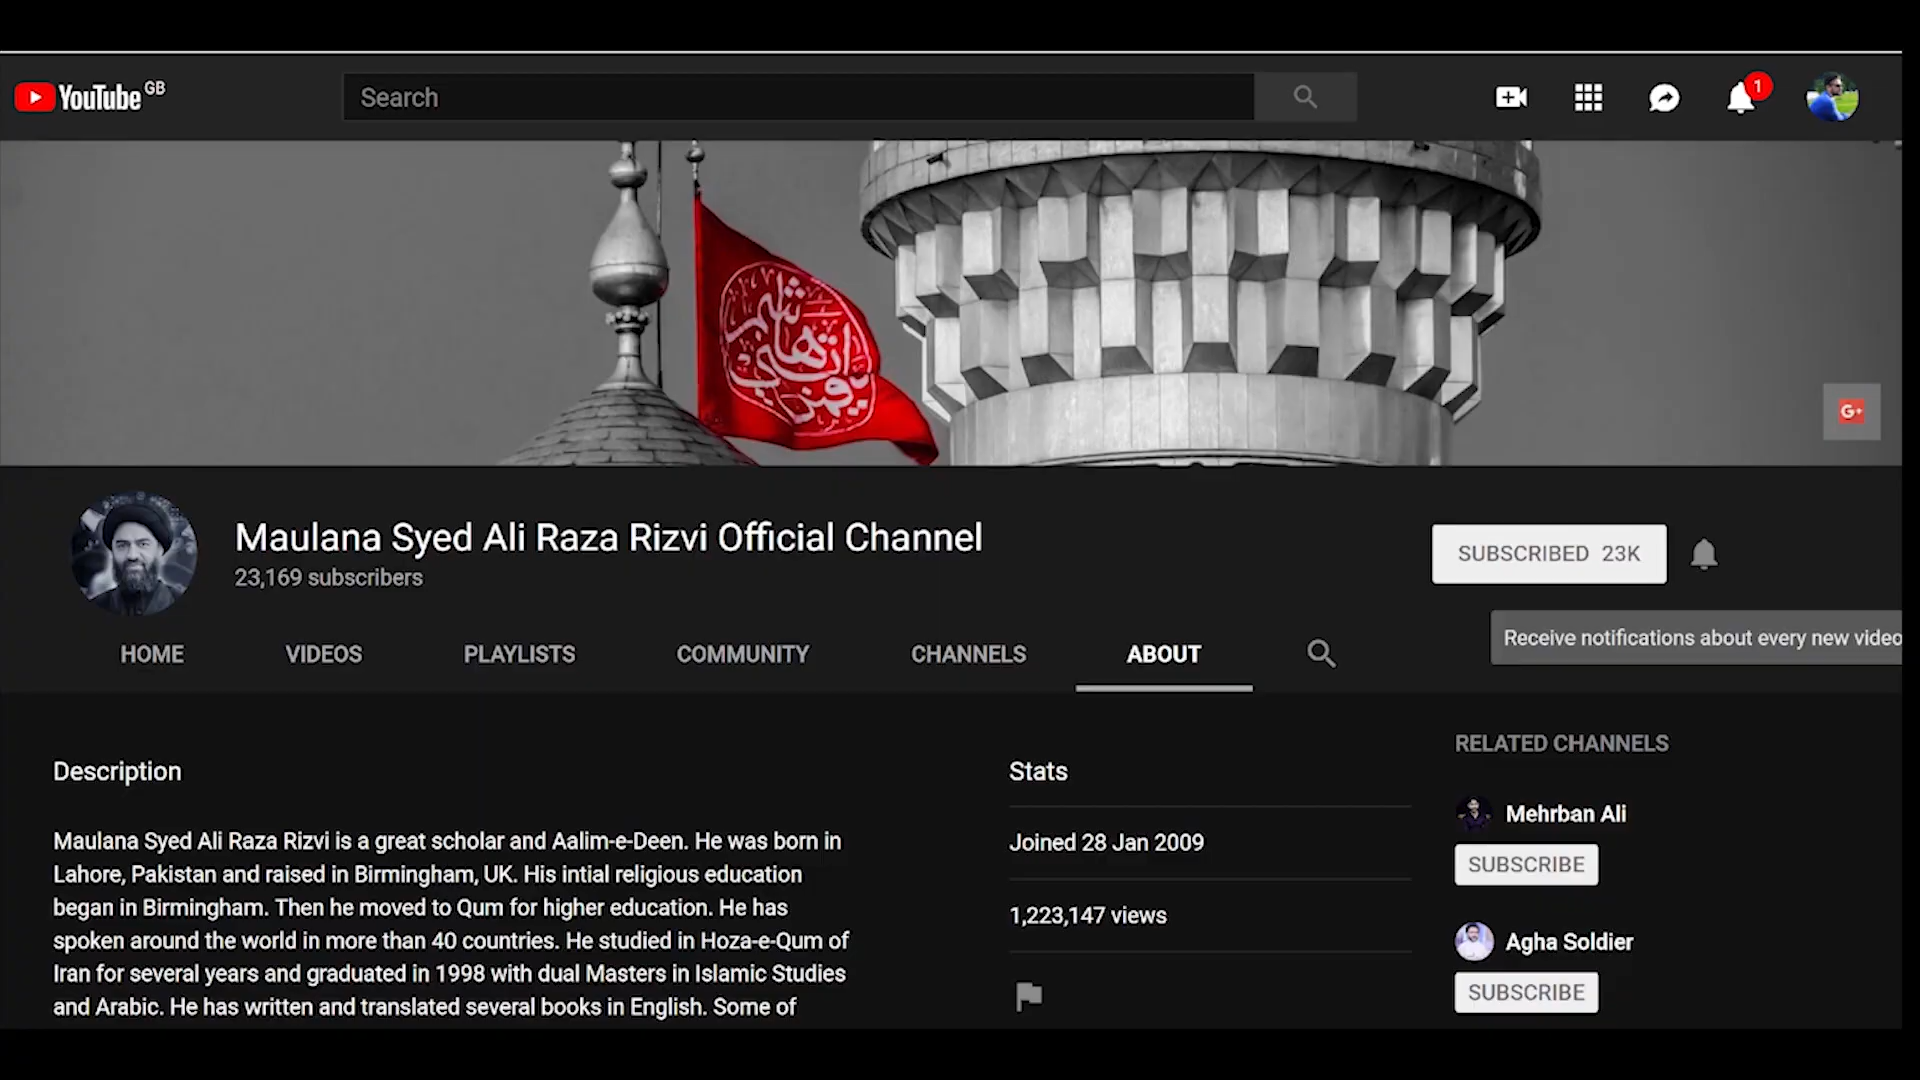 YouTube GB
Search
1
یا قمر بنی هاشم
G+
Maulana Syed Ali Raza Rizvi Official Channel
23,169 subscribers
SUBSCRIBED 23K
HOME VIDEOS PLAYLISTS COMMUNITY CHANNELS ABOUT
Receive notifications about every new video
Description
Maulana Syed Ali Raza Rizvi is a great scholar and Aalim-e-Deen. He was born in
Lahore, Pakistan and raised in Birmingham, UK. His intial religious education
began in Birmingham. Then he moved to Qum for higher education. He has
spoken around the world in more than 40 countries. He studied in Hoza-e-Qum of
Iran for several years and graduated in 1998 with dual Masters in Islamic Studies
and Arabic. He has written and translated several books in English. Some of
Stats
Joined 28 Jan 2009
1,223,147 views
RELATED CHANNELS
Mehrban Ali
SUBSCRIBE
Agha Soldier
SUBSCRIBE